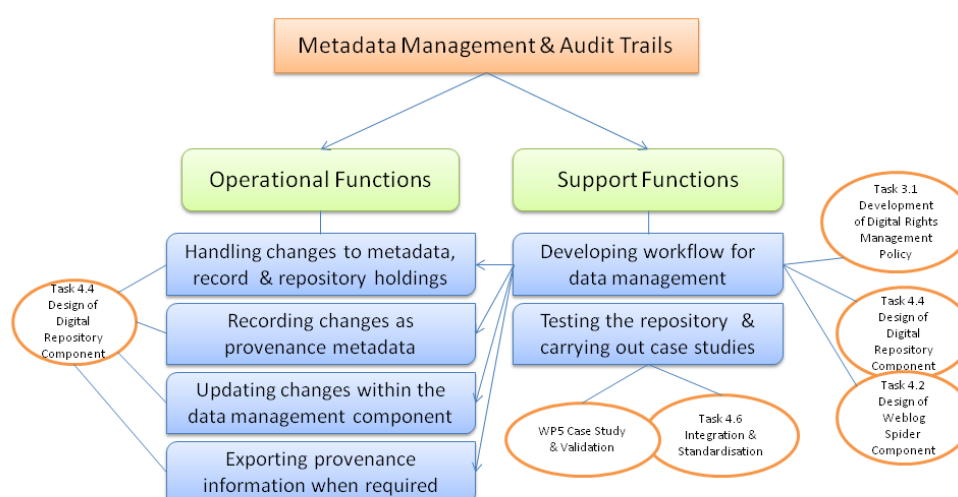 Metadata Management & Audit Trails
Operational Functions
Support Functions
Handling changes to metadata,
record & repository holdings
Recording changes as
provenance metadata
Updating changes within the
data management component
Exporting provenance
information when required
Developing workflow for
data management
Testing the repository &
carrying out case studies
Task 4.4
Design of
Digital
Repository
Component
WP5 Case Study
& Validation
Task 4.6
Integration &
Standardisation
Task 3.1
Development
of Digital Rights
Management
Policy
Task 4.4
Design of
Digital
Repository
Component
Task 4.2
Design of
Weblog
Spider
Component